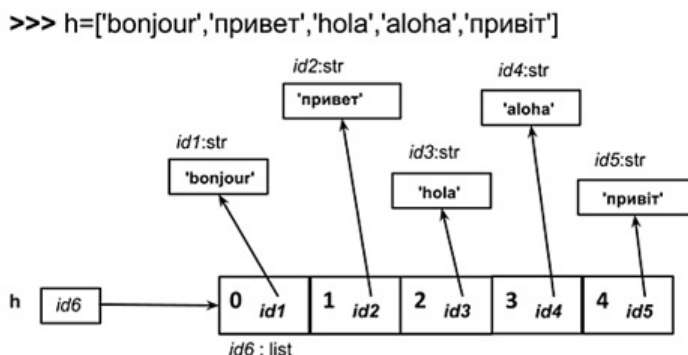 >>> h=['bonjour','привет','hola','aloha','привіт']
id2:str
id4:str
'привет'
'aloha'
id1:str
id3:str
id5:str
'bonjour'
'hola'
'привіт'
h id6 0 id1 1 id2 2 id3 3 id4 4 id5
id6 : list